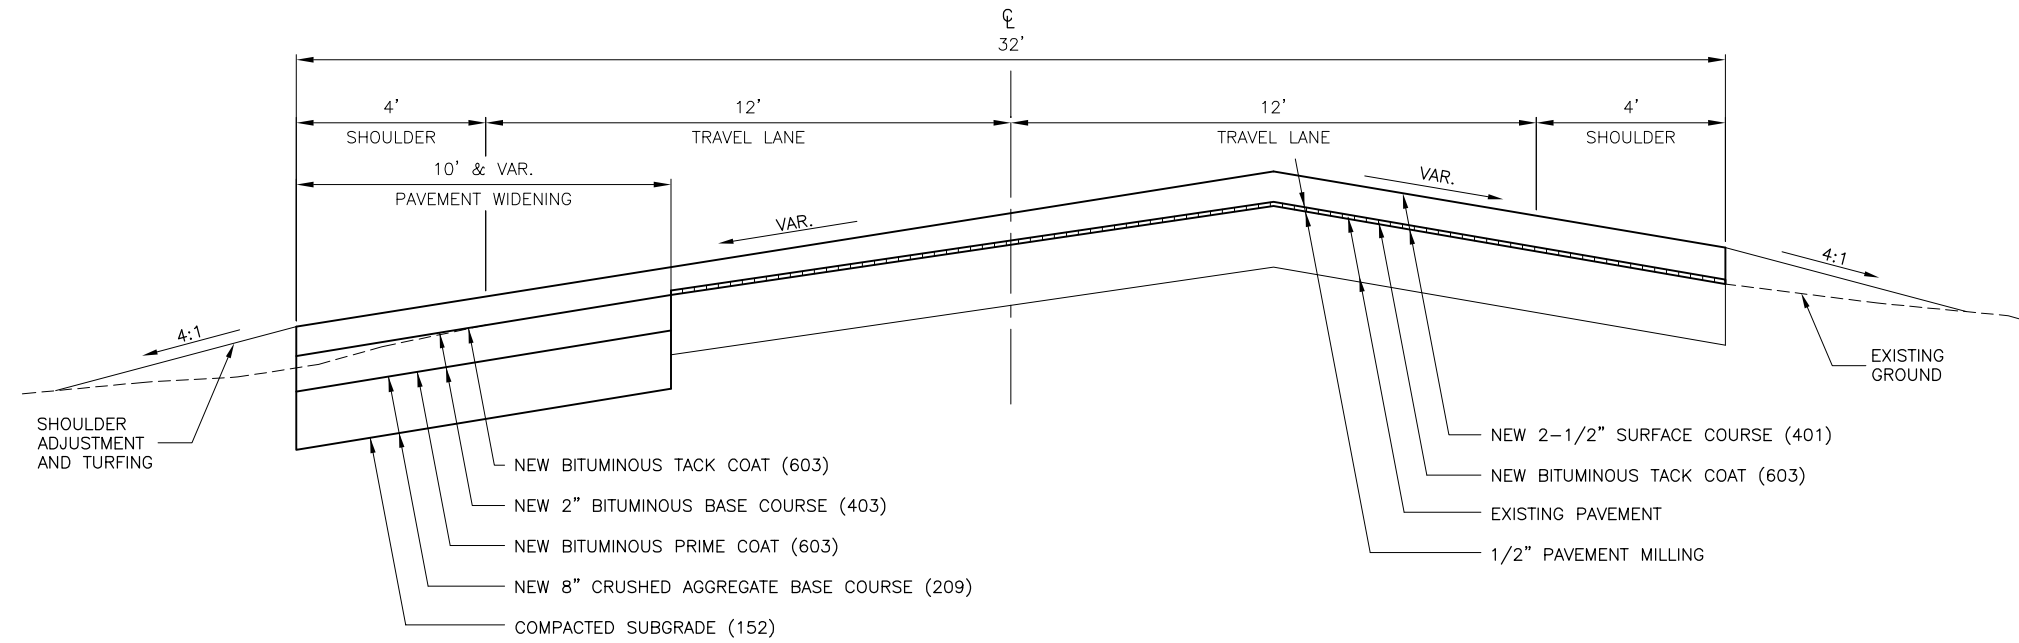 ℄
32'
4'
12'
12'
4'
SHOULDER
TRAVEL LANE
TRAVEL LANE
SHOULDER
10' & VAR.
PAVEMENT WIDENING
VAR.
VAR.
4:1
4:1
SHOULDER
ADJUSTMENT
AND TURFING
EXISTING
GROUND
NEW BITUMINOUS TACK COAT (603)
NEW 2" BITUMINOUS BASE COURSE (403)
NEW BITUMINOUS PRIME COAT (603)
NEW 8" CRUSHED AGGREGATE BASE COURSE (209)
COMPACTED SUBGRADE (152)
NEW 2-1/2" SURFACE COURSE (401)
NEW BITUMINOUS TACK COAT (603)
EXISTING PAVEMENT
1/2" PAVEMENT MILLING